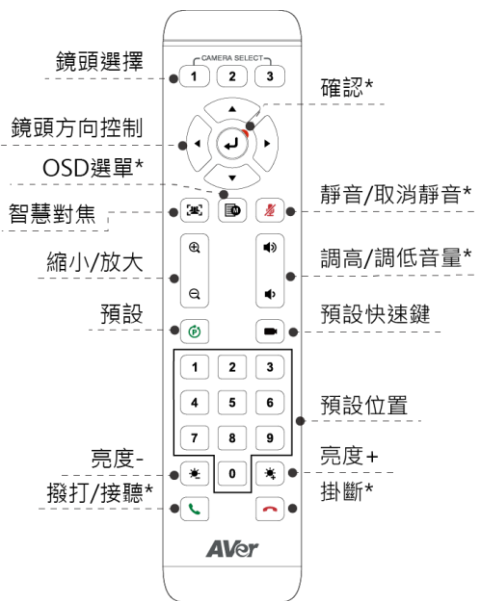 CAMERA SELECT
鏡頭選擇
1 2 3
確認*
鏡頭方向控制
OSD選單*
M
靜音/取消靜音*
智慧對焦
縮小/放大
調高/調低音量*
預設
P
預設快速鍵
1 2 3
4 5 6
預設位置
7 8 9
亮度-
0
亮度+
撥打/接聽*
掛斷*
AVer